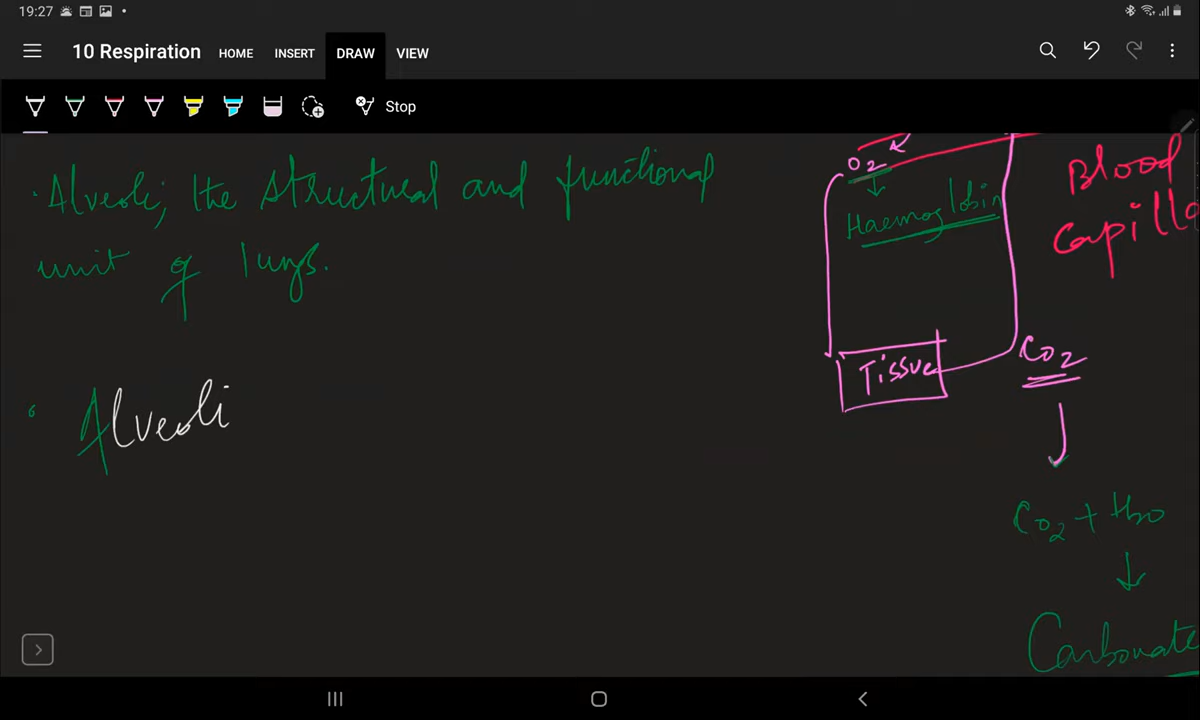 19:27
10 Respiration HOME INSERT DRAW VIEW
Stop
. Alveoli, the structural and functional
unit of lungs.
Alveoli
O2
Haemoglobin
Blood
Capilla
Tissue
CO2
CO2 + H2O
Carbonate